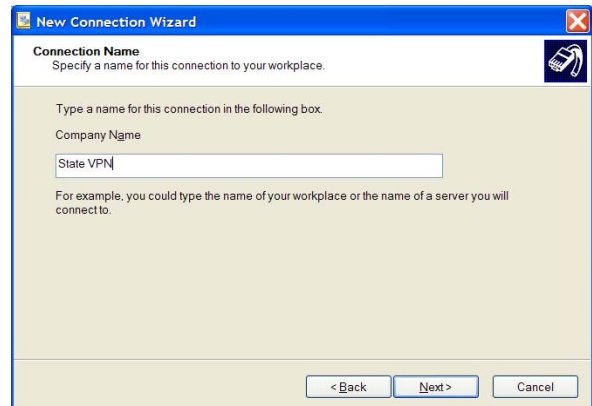 New Connection Wizard
Connection Name
Specify a name for this connection to your workplace.
Type a name for this connection in the following box.
Company Name
State VPN
For example, you could type the name of your workplace or the name of a server you will
connect to.
< Back
Next >
Cancel